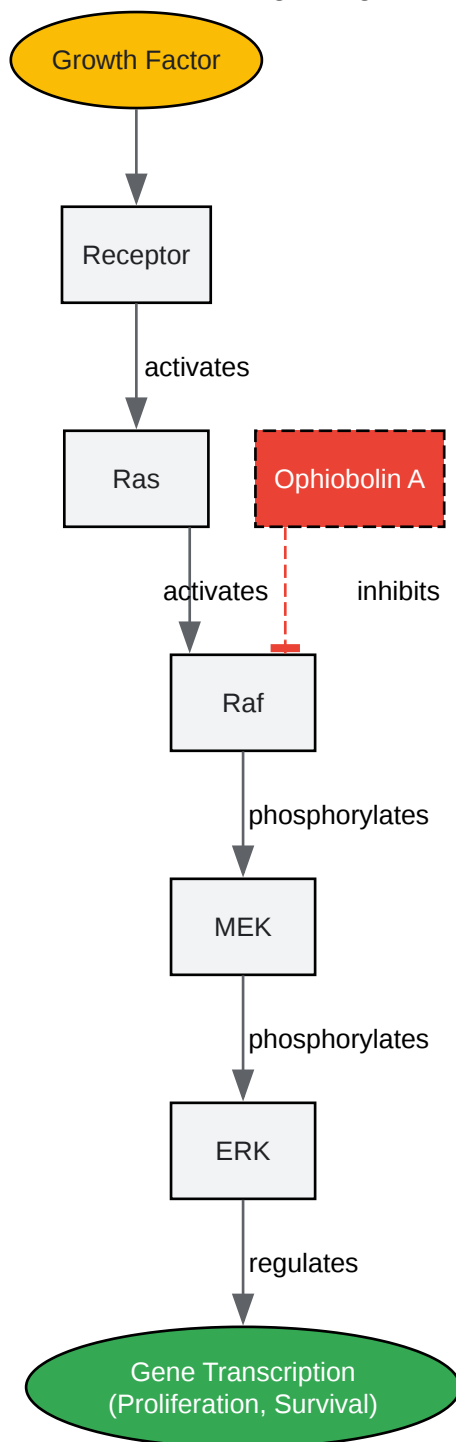 Growth Factor
Receptor
activates
Ras
Ophiobolin A
activates
inhibits
Raf
phosphorylates
MEK
phosphorylates
ERK
regulates
Gene Transcription
(Proliferation, Survival)